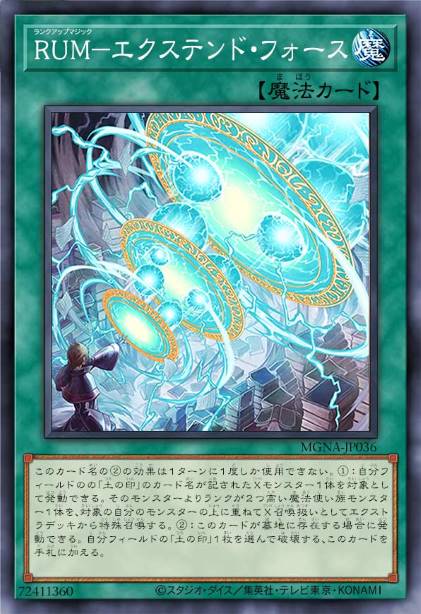 ランクアップマジック
RUM－エクステンド・フォース
魔
まほう
【魔法カード】
MGNA-JP036
このカード名の②の効果は１ターンに１度しか使用できない。①：自分フ
ィールドのの「土の印」のカード名が記されたＸモンスター１体を対象とし
て発動できる。そのモンスターよりランクが２つ高い魔法使い族モンスタ
ー１体を、対象の自分のモンスターの上に重ねてＸ召喚扱いとしてエクスト
ラデッキから特殊召喚する。②：このカードが墓地に存在する場合に発
動できる。自分フィールドの「土の印」１枚を選んで破壊する、このカードを
手札に加える。
72411360
©スタジオ・ダイス／集英社・テレビ東京・KONAMI